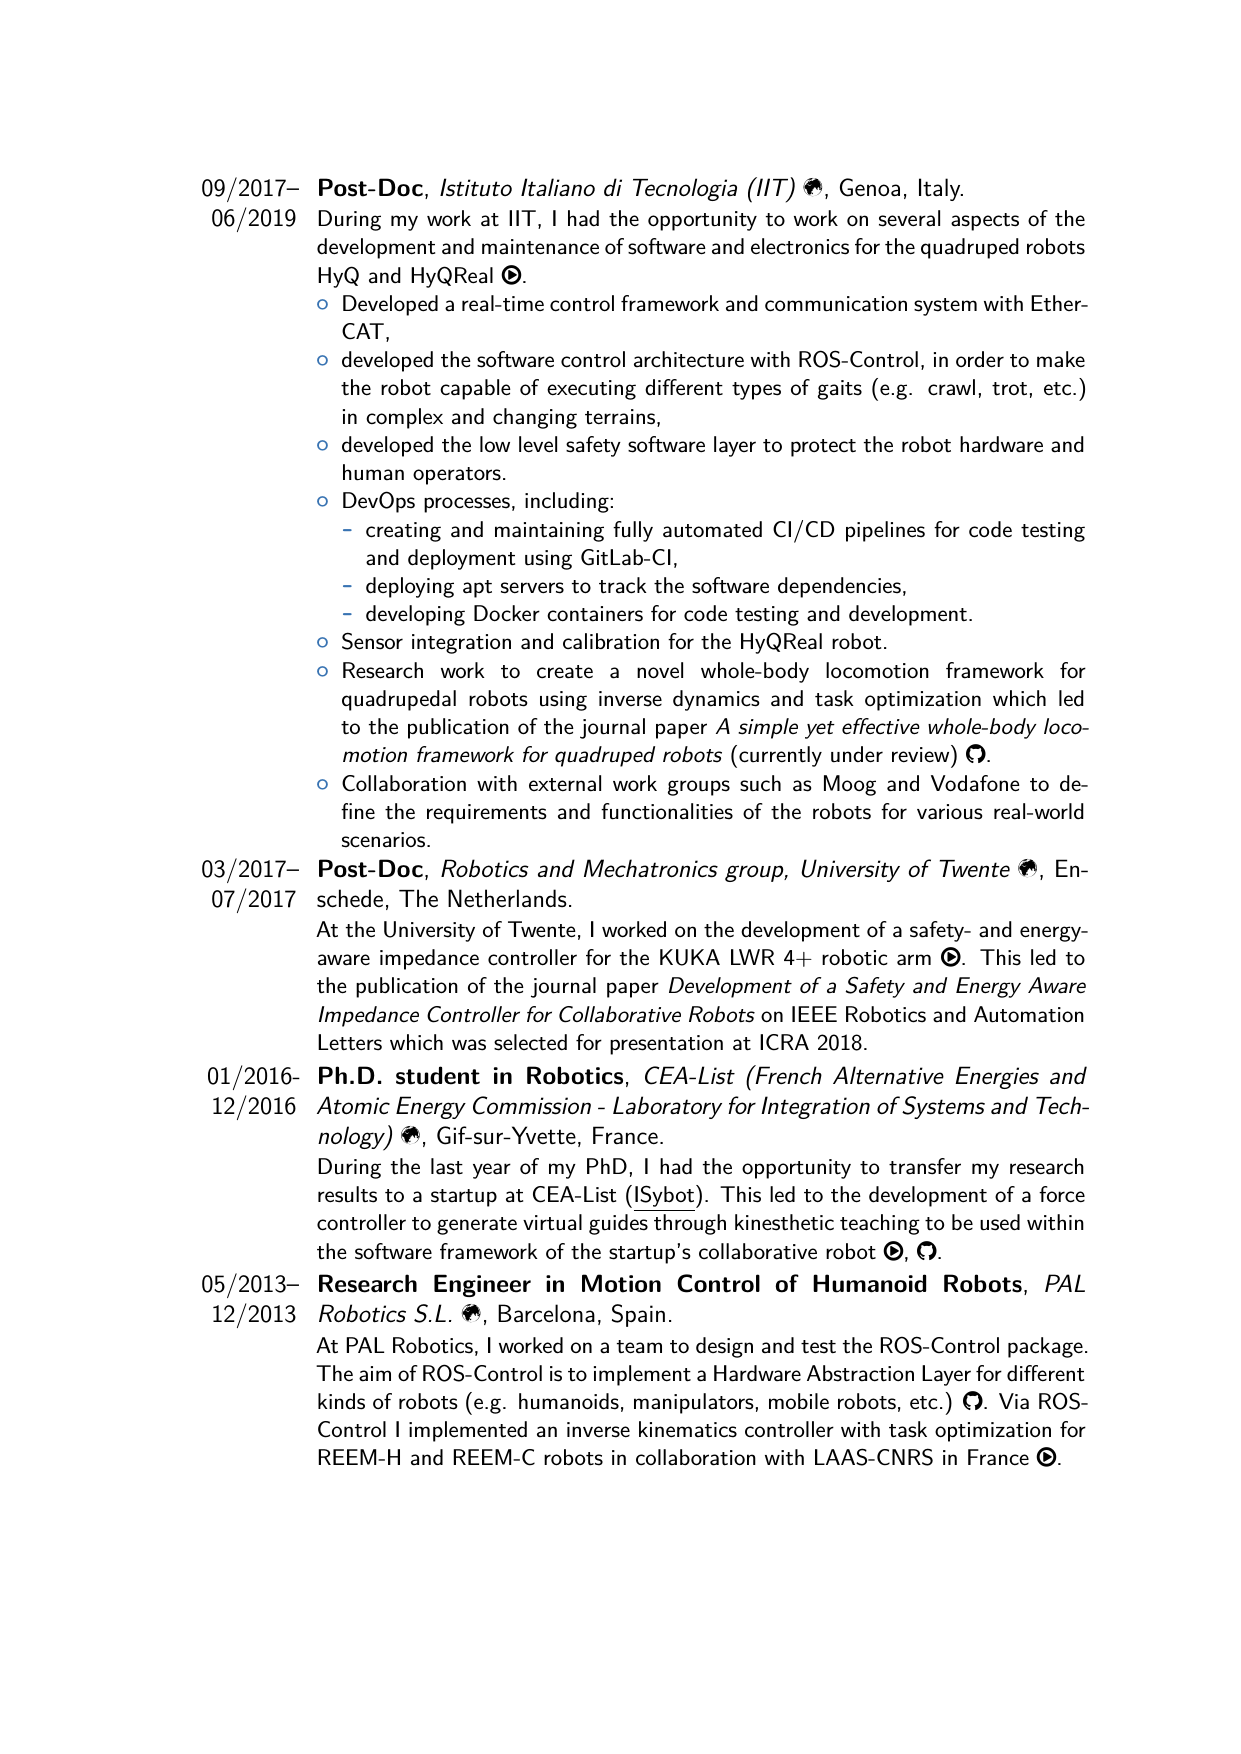 09/2017– Post-Doc, Istituto Italiano di Tecnologia (IIT) , Genoa, Italy.
06/2019 During my work at IIT, I had the opportunity to work on several aspects of the
development and maintenance of software and electronics for the quadruped robots
HyQ and HyQReal .
○ Developed a real-time control framework and communication system with Ether-
CAT,
○ developed the software control architecture with ROS-Control, in order to make
the robot capable of executing different types of gaits (e.g. crawl, trot, etc.)
in complex and changing terrains,
○ developed the low level safety software layer to protect the robot hardware and
human operators.
○ DevOps processes, including:
– creating and maintaining fully automated CI/CD pipelines for code testing
and deployment using GitLab-CI,
– deploying apt servers to track the software dependencies,
– developing Docker containers for code testing and development.
○ Sensor integration and calibration for the HyQReal robot.
○ Research work to create a novel whole-body locomotion framework for
quadrupedal robots using inverse dynamics and task optimization which led
to the publication of the journal paper A simple yet effective whole-body loco-
motion framework for quadruped robots (currently under review) .
○ Collaboration with external work groups such as Moog and Vodafone to de-
fine the requirements and functionalities of the robots for various real-world
scenarios.
03/2017– Post-Doc, Robotics and Mechatronics group, University of Twente , En-
07/2017 schede, The Netherlands.
At the University of Twente, I worked on the development of a safety- and energy-
aware impedance controller for the KUKA LWR 4+ robotic arm . This led to
the publication of the journal paper Development of a Safety and Energy Aware
Impedance Controller for Collaborative Robots on IEEE Robotics and Automation
Letters which was selected for presentation at ICRA 2018.
01/2016- Ph.D. student in Robotics, CEA-List (French Alternative Energies and
12/2016 Atomic Energy Commission - Laboratory for Integration of Systems and Tech-
nology) , Gif-sur-Yvette, France.
During the last year of my PhD, I had the opportunity to transfer my research
results to a startup at CEA-List (ISybot). This led to the development of a force
controller to generate virtual guides through kinesthetic teaching to be used within
the software framework of the startup's collaborative robot , .
05/2013– Research Engineer in Motion Control of Humanoid Robots, PAL
12/2013 Robotics S.L. , Barcelona, Spain.
At PAL Robotics, I worked on a team to design and test the ROS-Control package.
The aim of ROS-Control is to implement a Hardware Abstraction Layer for different
kinds of robots (e.g. humanoids, manipulators, mobile robots, etc.) . Via ROS-
Control I implemented an inverse kinematics controller with task optimization for
REEM-H and REEM-C robots in collaboration with LAAS-CNRS in France .